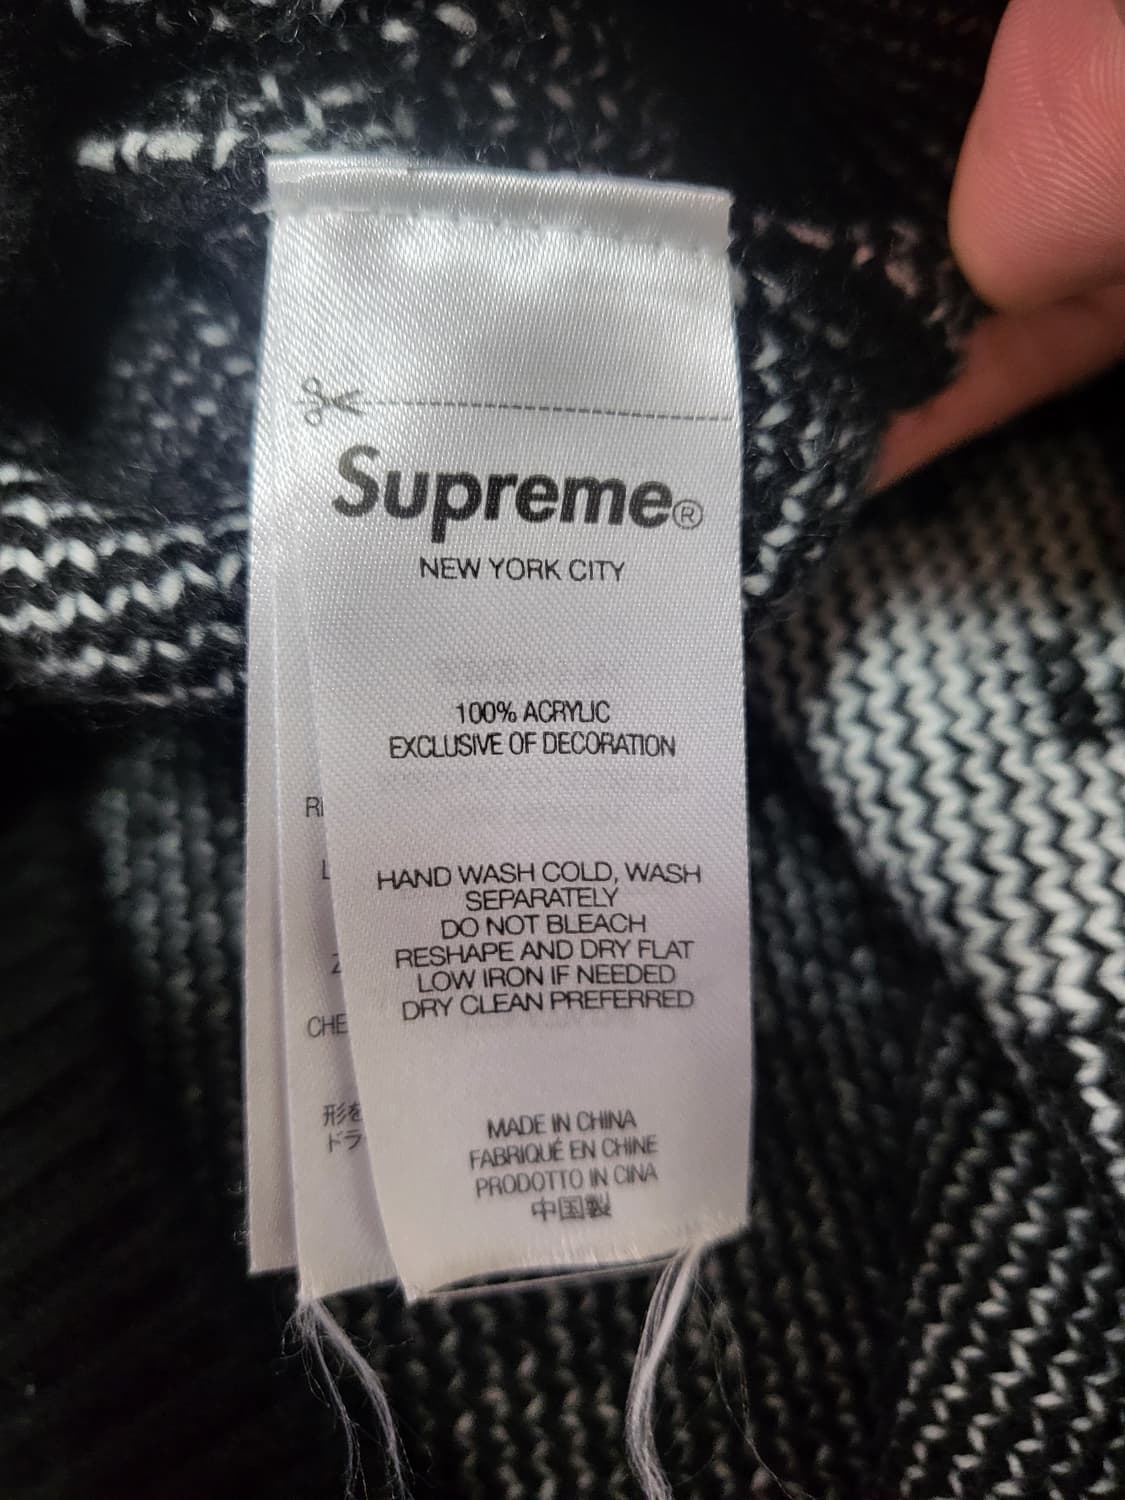 Supreme®
NEW YORK CITY
100% ACRYLIC
EXCLUSIVE OF DECORATION
HAND WASH COLD, WASH
SEPARATELY
DO NOT BLEACH
RESHAPE AND DRY FLAT
LOW IRON IF NEEDED
DRY CLEAN PREFERRED
MADE IN CHINA
FABRIQUÉ EN CHINE
PRODOTTO IN CINA
中国製